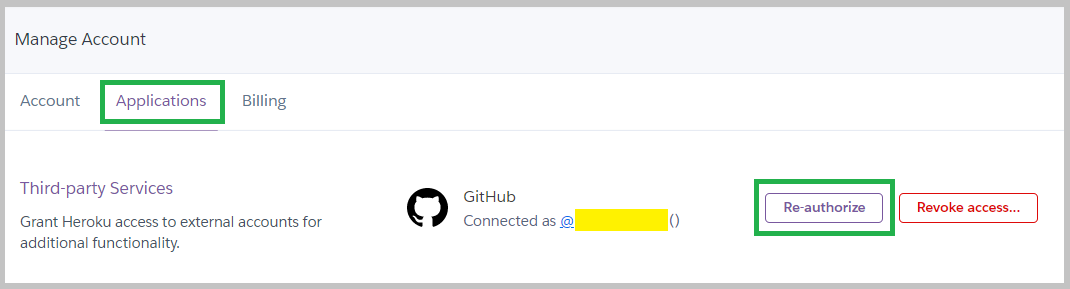 Manage Account
Account Applications Billing
Third-party Services
Grant Heroku access to external accounts for
additional functionality.
GitHub
Connected as @ ()
Re-authorize
Revoke access...